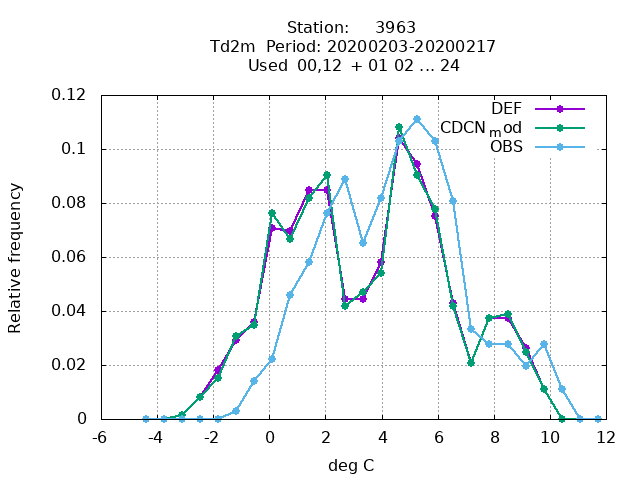 Station: 3963
Td2m Period: 20200203-20200217
Used 00,12 + 01 02 ... 24
0.12
DEF
CDCN_mod
0.1
OBS
0.08
Relative frequency
0.06
0.04
0.02
0
-6 -4 -2 0 2 4 6 8 10 12
deg C